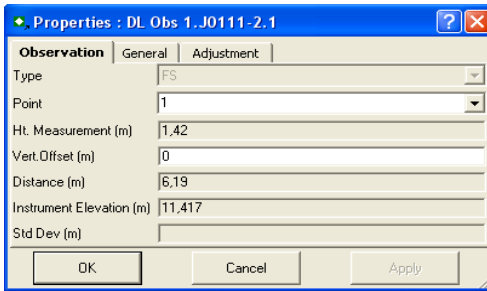 Properties : DL Obs 1.J0111-2.1
Observation General Adjustment
Type FS
Point 1
Ht. Measurement (m) 1,42
Vert.Offset (m) 0
Distance (m) 6,19
Instrument Elevation (m) 11,417
Std Dev (m)
OK Cancel Apply